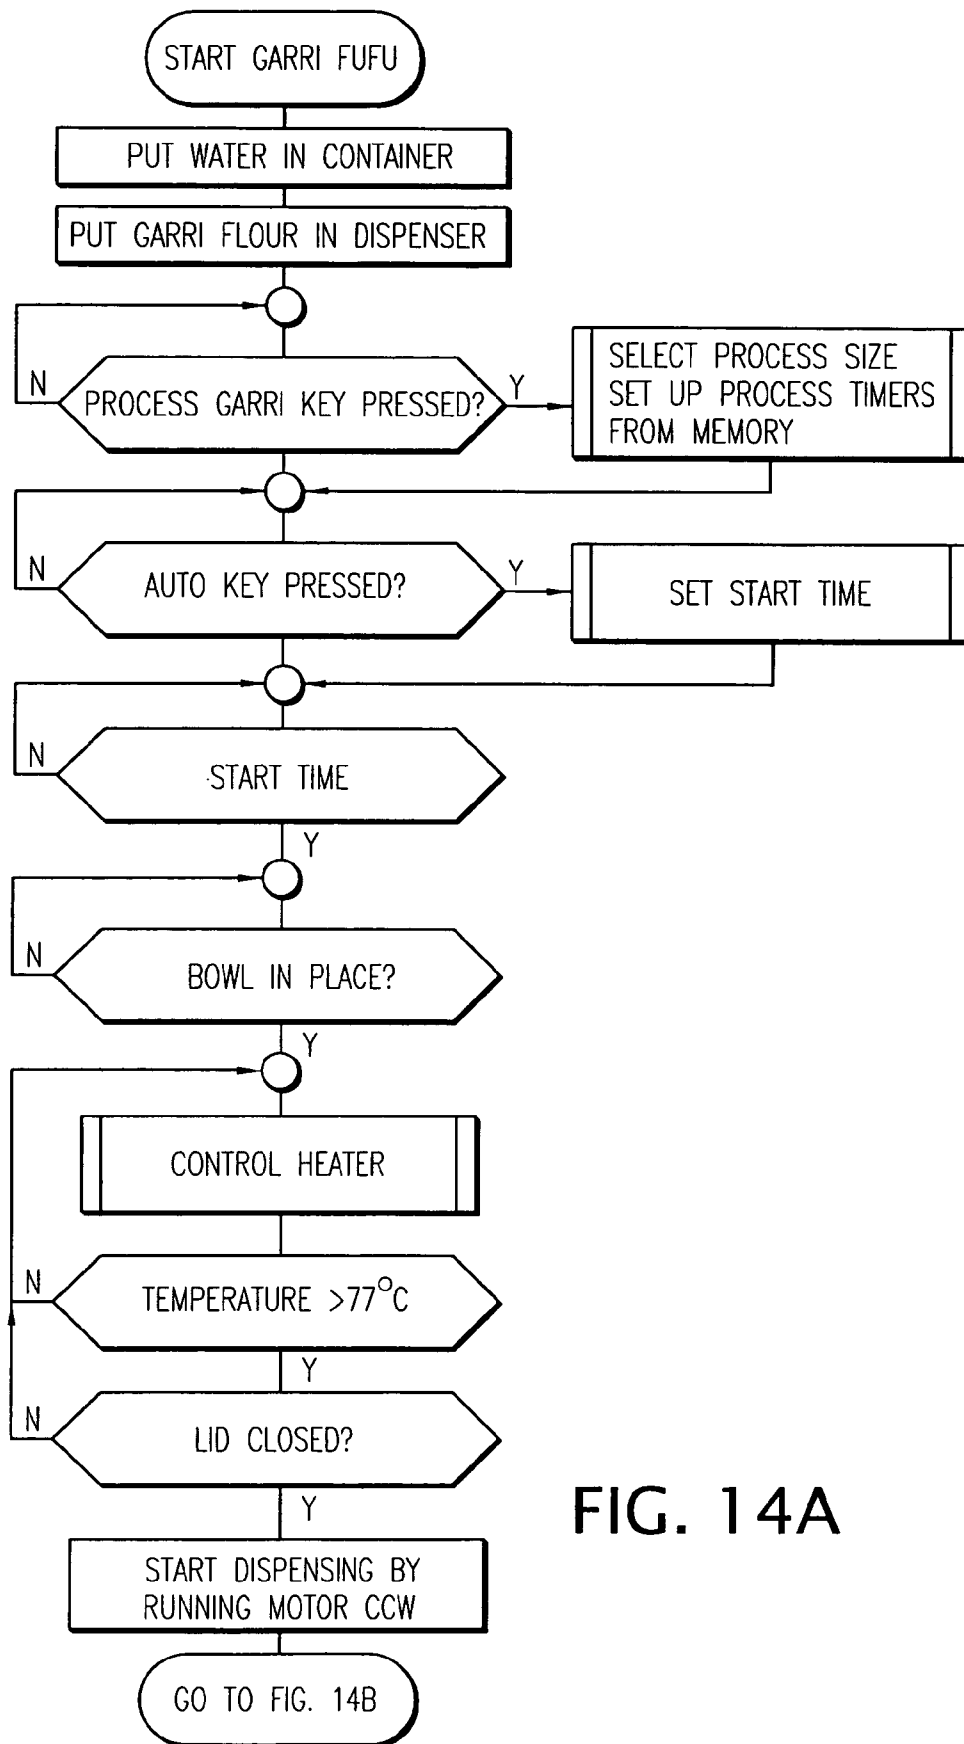 START GARRI FUFU
PUT WATER IN CONTAINER
PUT GARRI FLOUR IN DISPENSER
N
PROCESS GARRI KEY PRESSED?
Y
SELECT PROCESS SIZE
SET UP PROCESS TIMERS
FROM MEMORY
N
AUTO KEY PRESSED?
Y
SET START TIME
N
START TIME
Y
N
BOWL IN PLACE?
Y
CONTROL HEATER
N
TEMPERATURE >77°C
Y
N
LID CLOSED?
Y
START DISPENSING BY
RUNNING MOTOR CCW
GO TO FIG. 14B
FIG. 14A